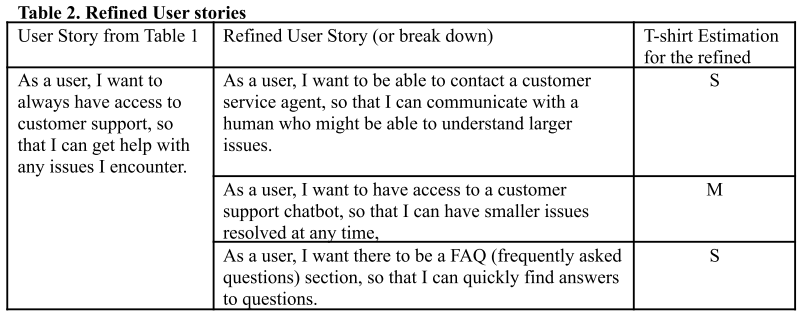 Table 2. Refined User stories
User Story from Table 1
Refined User Story (or break down)
T-shirt Estimation
for the refined
As a user, I want to
always have access to
customer support, so
that I can get help with
any issues I encounter.
As a user, I want to be able to contact a customer
service agent, so that I can communicate with a
human who might be able to understand larger
issues.
S
As a user, I want to have access to a customer
support chatbot, so that I can have smaller issues
resolved at any time,
M
As a user, I want there to be a FAQ (frequently asked
questions) section, so that I can quickly find answers
to questions.
S